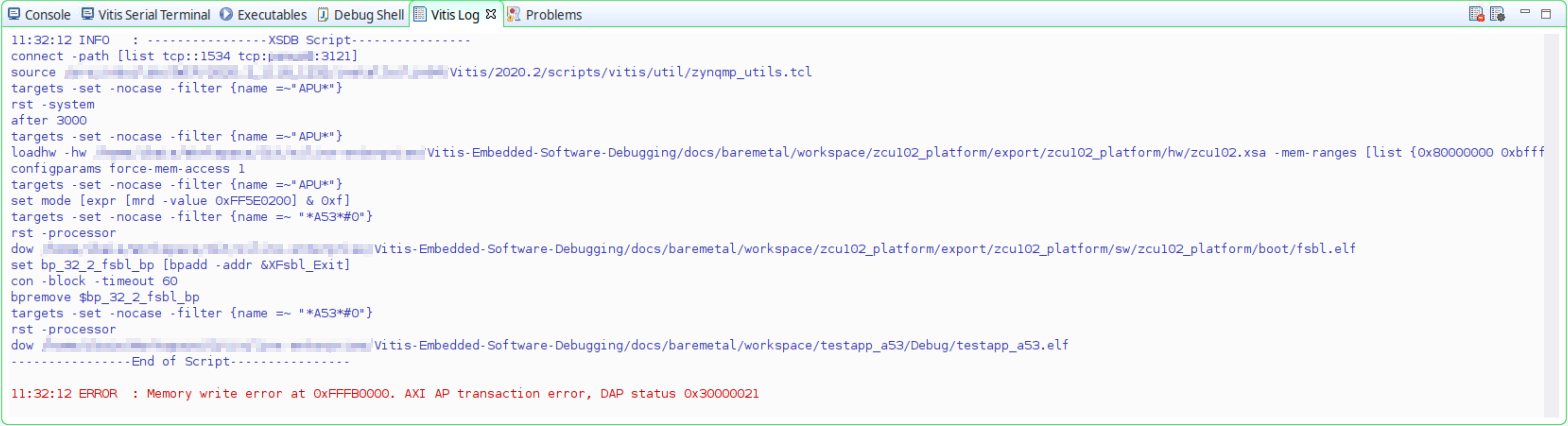 Console Vitis Serial Terminal Executables Debug Shell Vitis Log Problems
11:32:12 INFO : ----------------XSDB Script----------------
connect -path [list tcp::1534 tcp: :3121]
source Vitis/2020.2/scripts/vitis/util/zynqmp_utils.tcl
targets -set -nocase -filter {name =~"APU*"}
rst -system
after 3000
targets -set -nocase -filter {name =~"APU*"}
loadhw -hw /Vitis-Embedded-Software-Debugging/docs/baremetal/workspace/zcu102_platform/export/zcu102_platform/hw/zcu102.xsa -mem-ranges [list {0x80000000 0xbfff
configparams force-mem-access 1
targets -set -nocase -filter {name =~"APU*"}
set mode [expr [mrd -value 0xFF5E0200] & 0xf]
targets -set -nocase -filter {name =~ "*A53*#0"}
rst -processor
dow Vitis-Embedded-Software-Debugging/docs/baremetal/workspace/zcu102_platform/export/zcu102_platform/sw/zcu102_platform/boot/fsbl.elf
set bp_32_2_fsbl_bp [bpadd -addr &XFsbl_Exit]
con -block -timeout 60
bpremove $bp_32_2_fsbl_bp
targets -set -nocase -filter {name =~ "*A53*#0"}
rst -processor
dow Vitis-Embedded-Software-Debugging/docs/baremetal/workspace/testapp_a53/Debug/testapp_a53.elf
----------------End of Script----------------
11:32:12 ERROR : Memory write error at 0xFFFB0000. AXI AP transaction error, DAP status 0x30000021